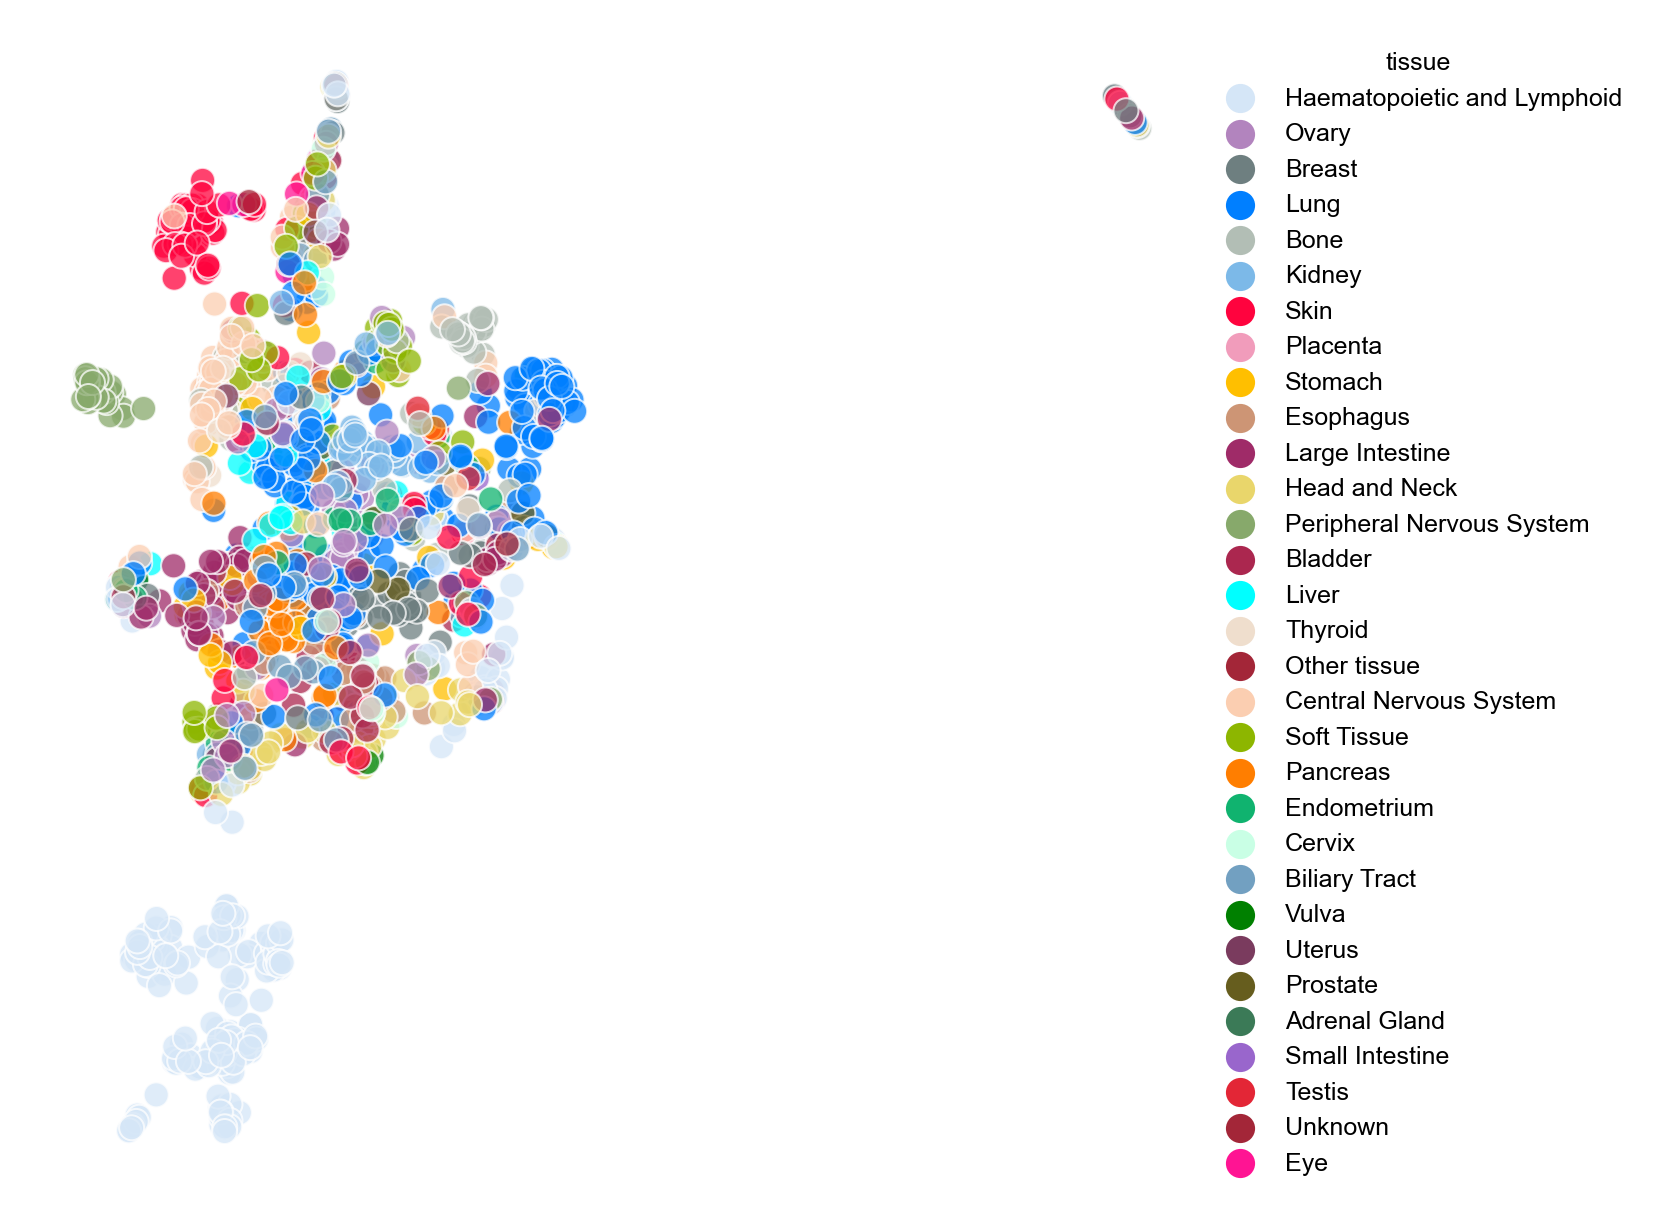 tissue
Haematopoietic and Lymphoid
Ovary
Breast
Lung
Bone
Kidney
Skin
Placenta
Stomach
Esophagus
Large Intestine
Head and Neck
Peripheral Nervous System
Bladder
Liver
Thyroid
Other tissue
Central Nervous System
Soft Tissue
Pancreas
Endometrium
Cervix
Biliary Tract
Vulva
Uterus
Prostate
Adrenal Gland
Small Intestine
Testis
Unknown
Eye